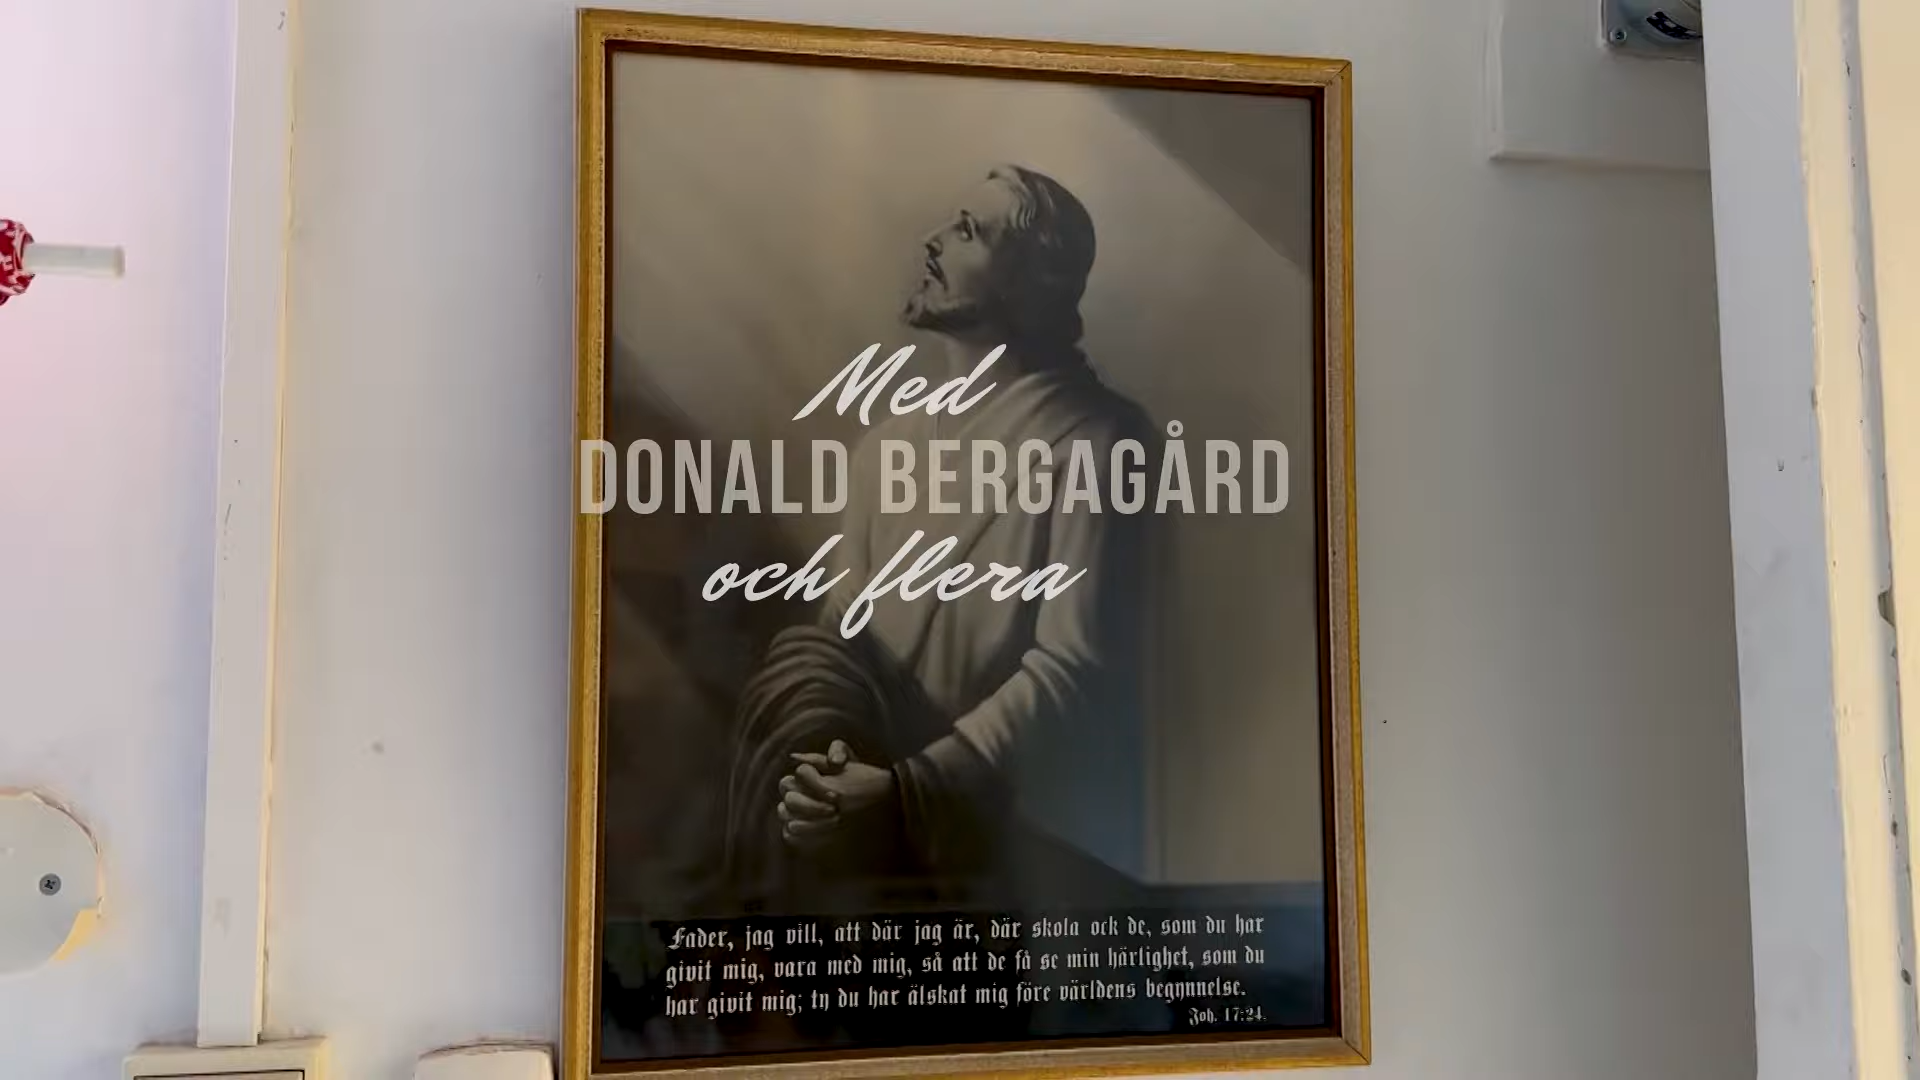 Med
DONALD BERGAGÅRD
och flera
Fader, jag vill, att där jag är, där skola ock de, som du har
givit mig, vara med mig, så att de få se min härlighet, som du
har givit mig; ty du har älskat mig före världens begynnelse.
Joh. 17:24.